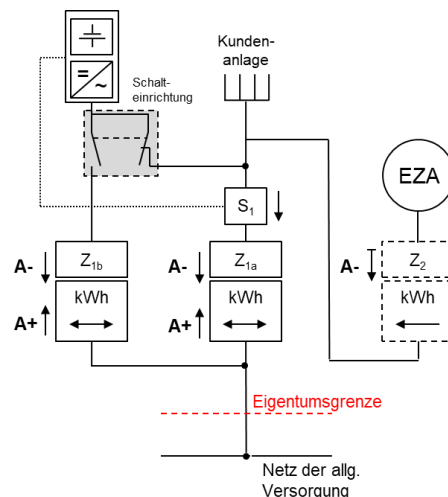 Kunden-
anlage
=
~
Schalt-
einrichtung
EZA
S1
Z1b
Z1a
Z2
A-
A-
A-
kWh
kWh
kWh
A+
A+
Eigentumsgrenze
Netz der allg.
Versorgung